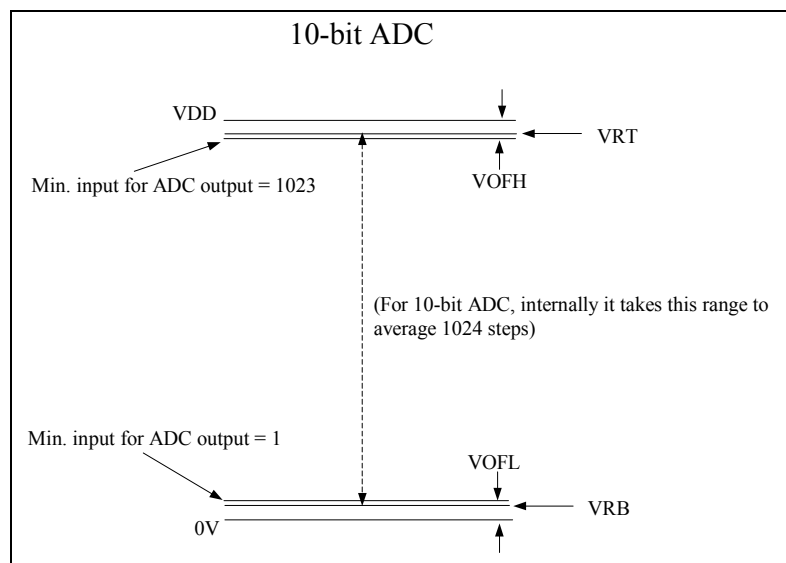 10-bit ADC
VDD
VRT
Min. input for ADC output = 1023
VOFH
(For 10-bit ADC, internally it takes this range to
average 1024 steps)
Min. input for ADC output = 1
VOFL
VRB
0V